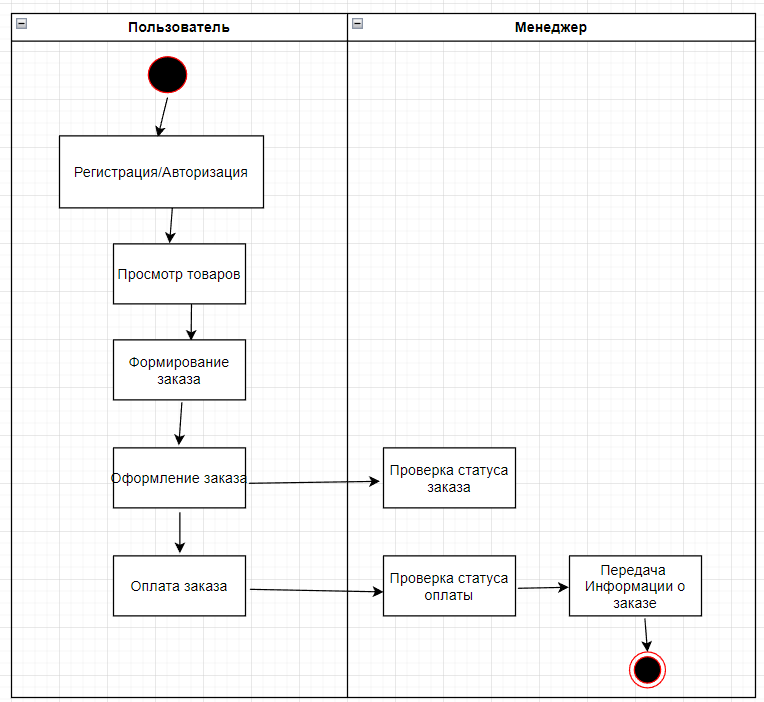 Пользователь
Менеджер
Регистрация/Авторизация
Просмотр товаров
Формирование
заказа
Оформление заказа
Проверка статуса
заказа
Оплата заказа
Проверка статуса
оплаты
Передача
Информации о
заказе